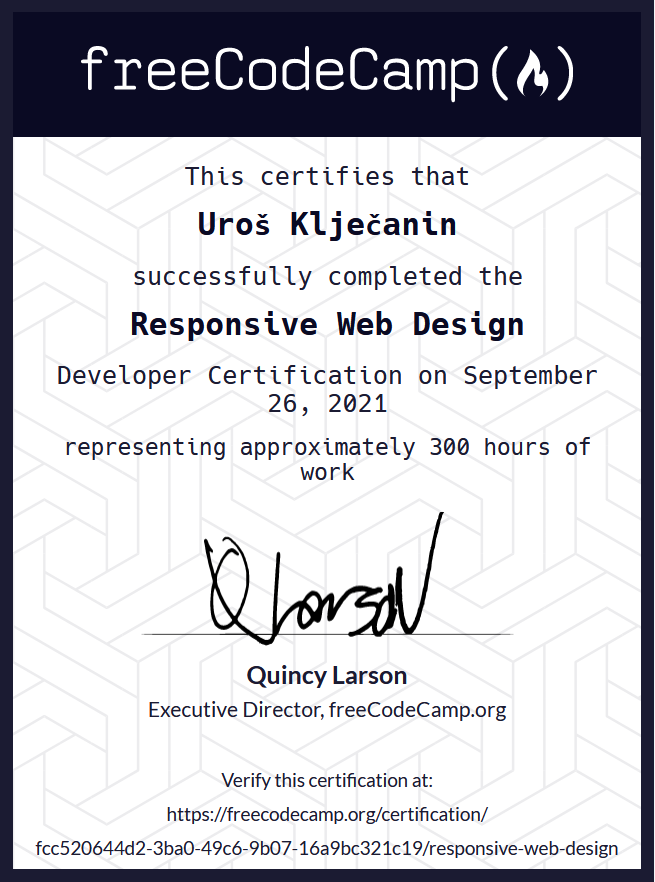 freeCodeCamp
This certifies that
Uroš Klječanin
successfully completed the
Responsive Web Design
Developer Certification on September
26, 2021
representing approximately 300 hours of
work
Q Larson
Quincy Larson
Executive Director, freeCodeCamp.org
Verify this certification at:
https://freecodecamp.org/certification/
fcc520644d2-3ba0-49c6-9b07-16a9bc321c19/responsive-web-design